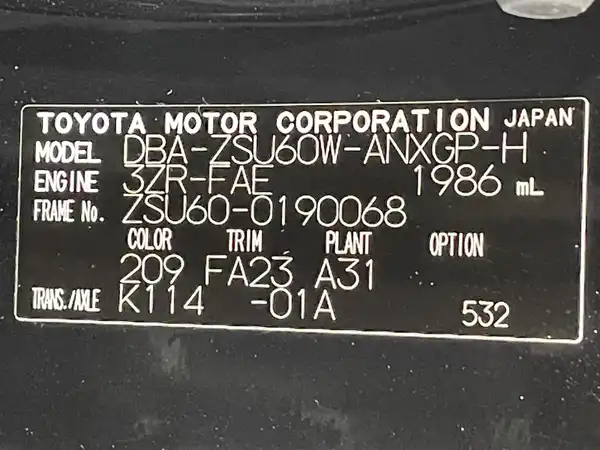 TOYOTA MOTOR CORPORATION JAPAN
MODEL DBA-ZSU60W-ANXGP-H
ENGINE 3ZR-FAE 1986 mL
FRAME No. ZSU60-0190068
COLOR TRIM PLANT OPTION
209 FA23 A31
TRANS./AXLE K114 -01A 532